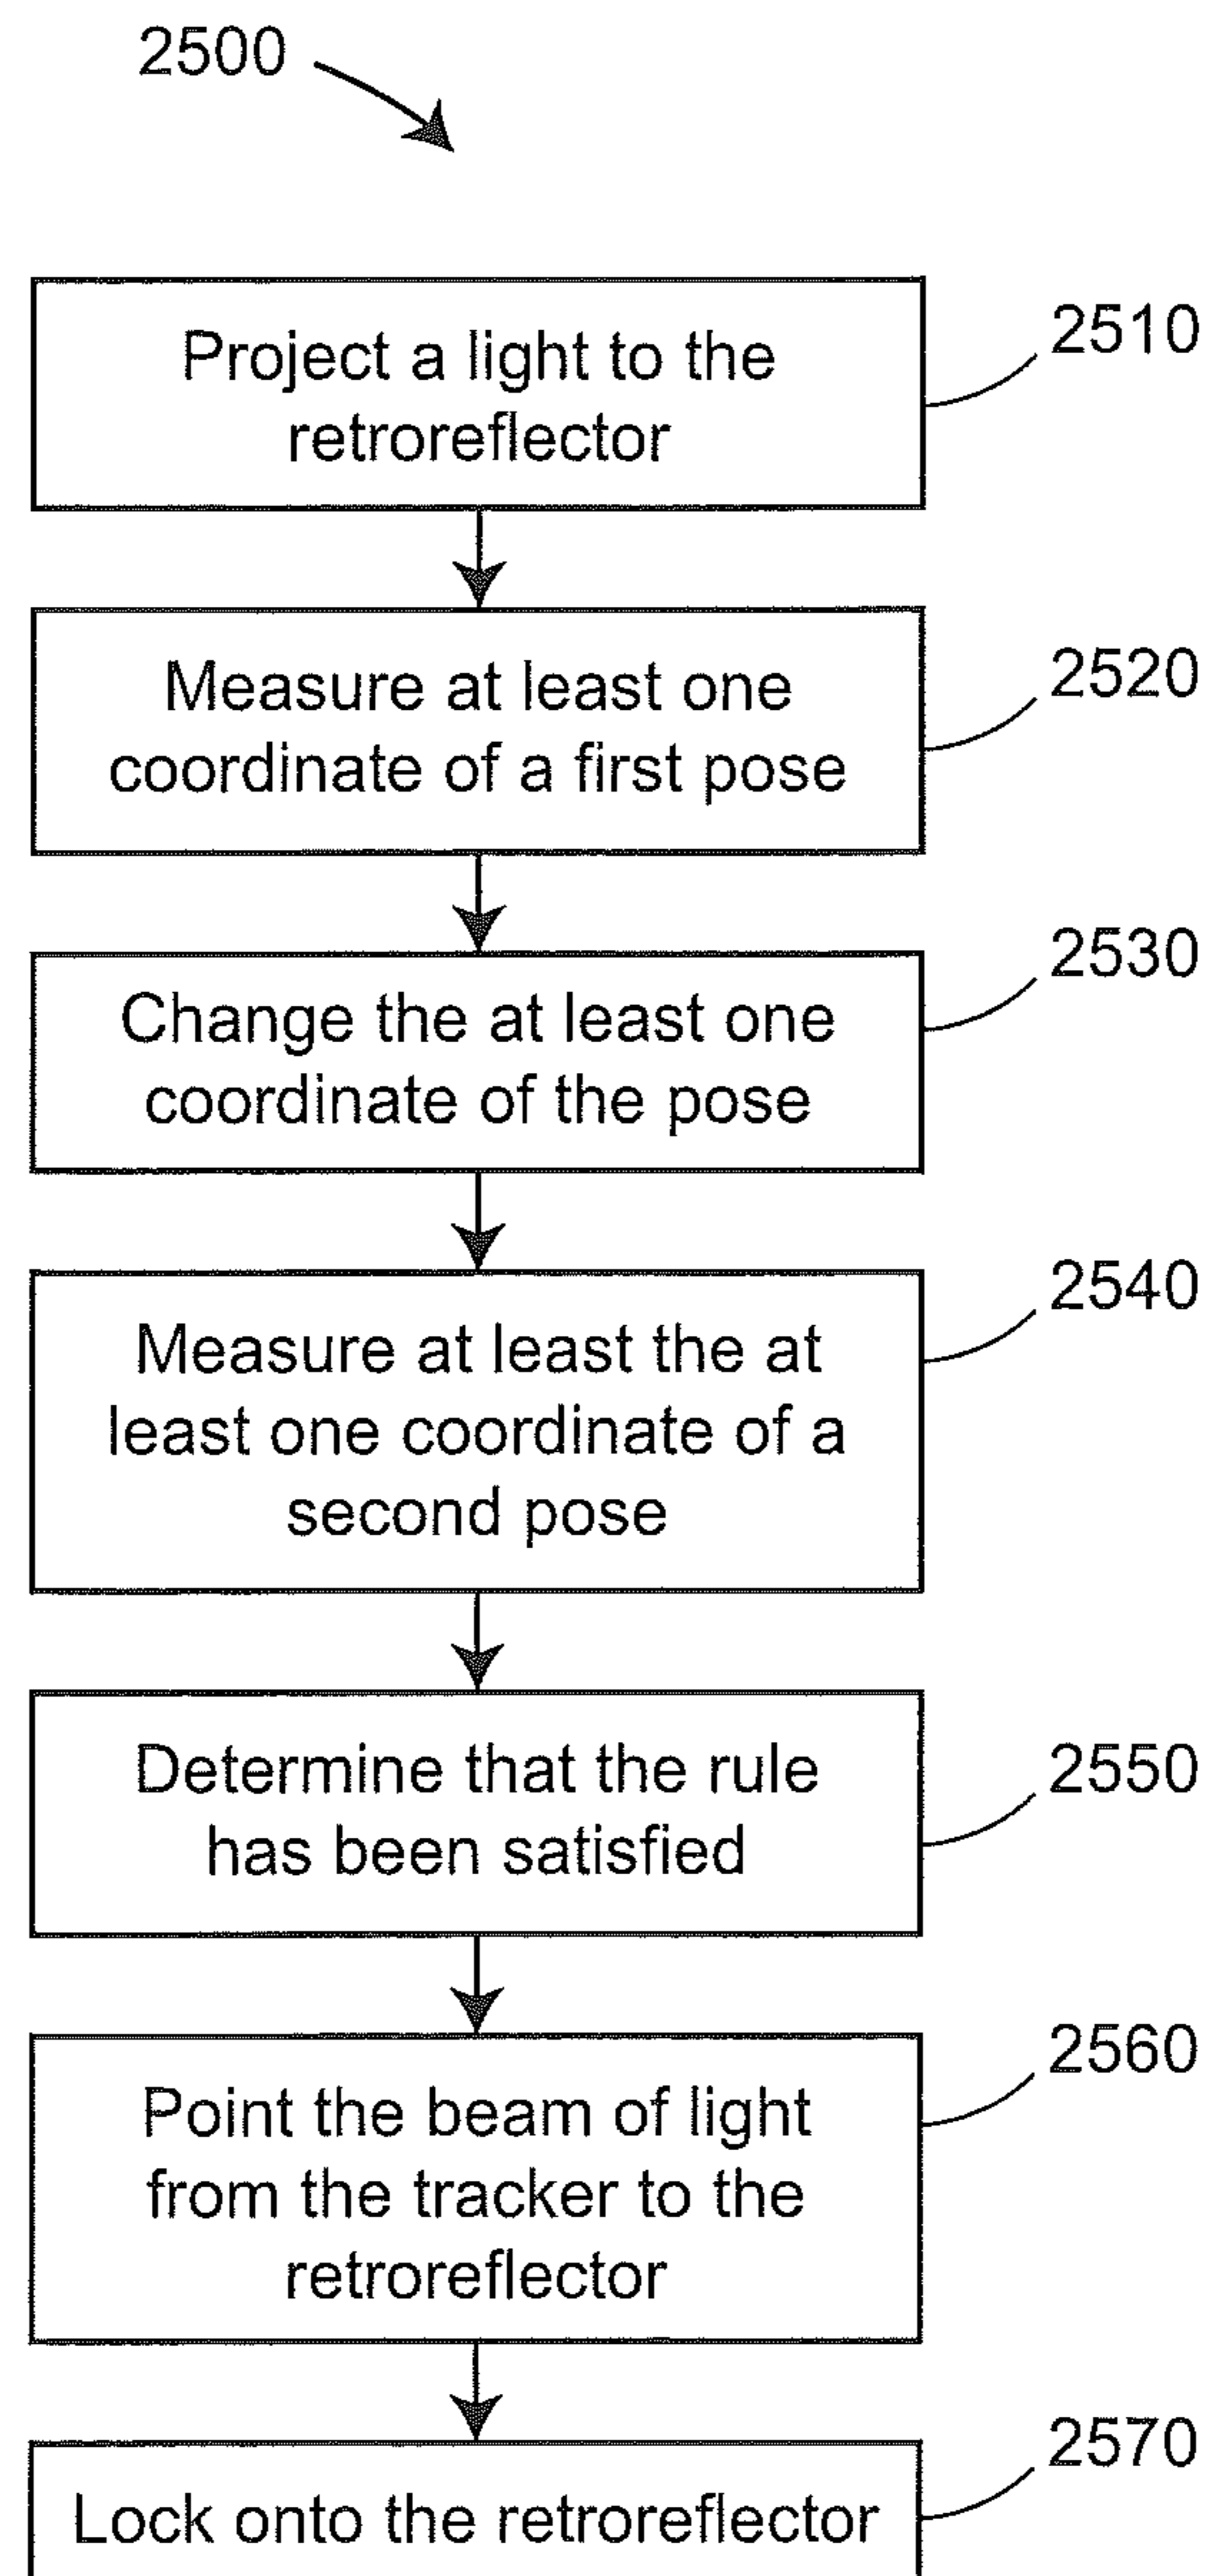 2500
Project a light to the
retroreflector
2510
Measure at least one
coordinate of a first pose
2520
Change the at least one
coordinate of the pose
2530
Measure at least the at
least one coordinate of a
second pose
2540
Determine that the rule
has been satisfied
2550
Point the beam of light
from the tracker to the
retroreflector
2560
Lock onto the retroreflector
2570